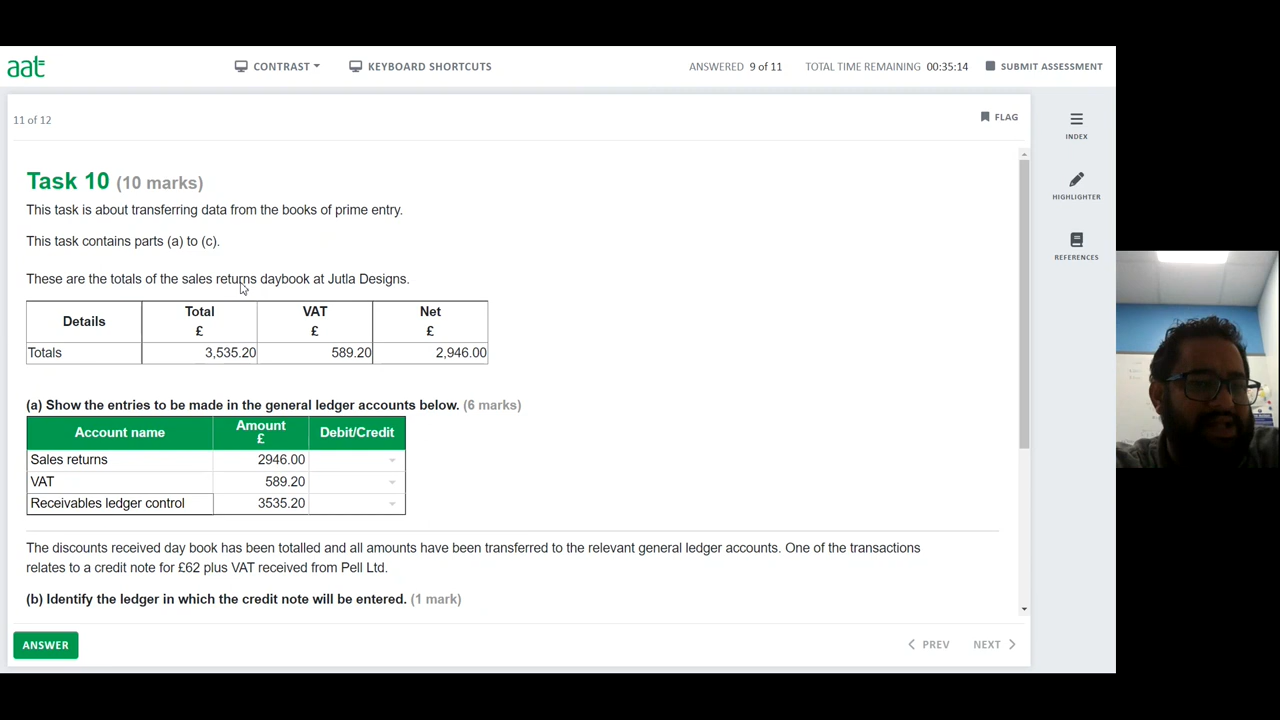 aat
CONTRAST
KEYBOARD SHORTCUTS
ANSWERED 9 of 11
TOTAL TIME REMAINING 00:35:14
SUBMIT ASSESSMENT
11 of 12
FLAG
INDEX
HIGHLIGHTER
REFERENCES
Task 10 (10 marks)
This task is about transferring data from the books of prime entry.
This task contains parts (a) to (c).
These are the totals of the sales returns daybook at Jutla Designs.
Details Total £ VAT £ Net £
Totals 3,535.20 589.20 2,946.00
(a) Show the entries to be made in the general ledger accounts below. (6 marks)
Account name Amount £ Debit/Credit
Sales returns 2946.00
VAT 589.20
Receivables ledger control 3535.20
The discounts received day book has been totalled and all amounts have been transferred to the relevant general ledger accounts. One of the transactions
relates to a credit note for £62 plus VAT received from Pell Ltd.
(b) Identify the ledger in which the credit note will be entered. (1 mark)
ANSWER
PREV
NEXT